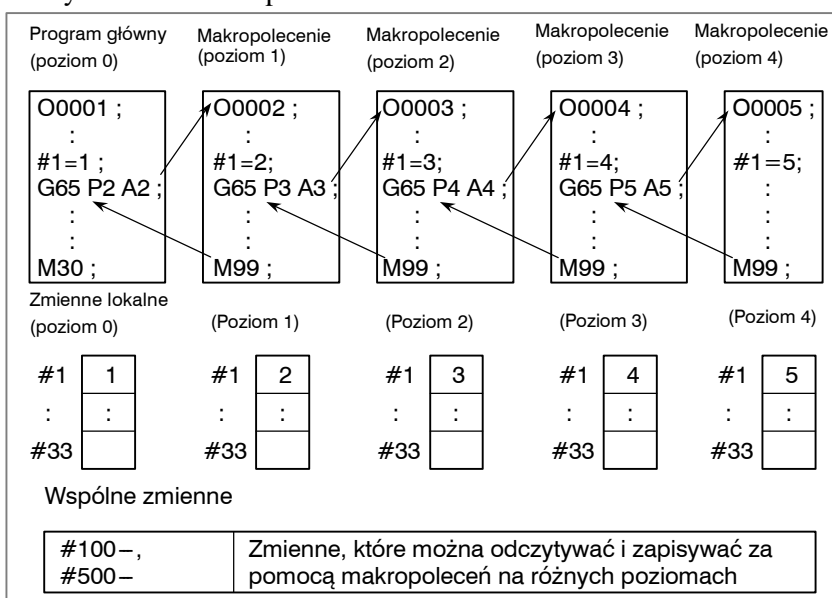 Program główny
(poziom 0)
Makropolecenie
(poziom 1)
Makropolecenie
(poziom 2)
Makropolecenie
(poziom 3)
Makropolecenie
(poziom 4)
O0001 ;
:
#1=1 ;
G65 P2 A2 ;
:
:
M30 ;
O0002 ;
:
#1=2;
G65 P3 A3 ;
:
:
M99 ;
O0003 ;
:
#1=3;
G65 P4 A4 ;
:
:
M99 ;
O0004 ;
:
#1=4;
G65 P5 A5 ;
:
:
M99 ;
O0005 ;
:
#1=5;
:
:
:
M99 ;
Zmienne lokalne
(poziom 0)
(Poziom 1)
(Poziom 2)
(Poziom 3)
(Poziom 4)
#1 1 #1 2 #1 3 #1 4 #1 5
: : : : : : : : : :
#33 #33 #33 #33 #33
Wspólne zmienne
#100–, Zmienne, które można odczytywać i zapisywać za
#500– pomocą makropoleceń na różnych poziomach